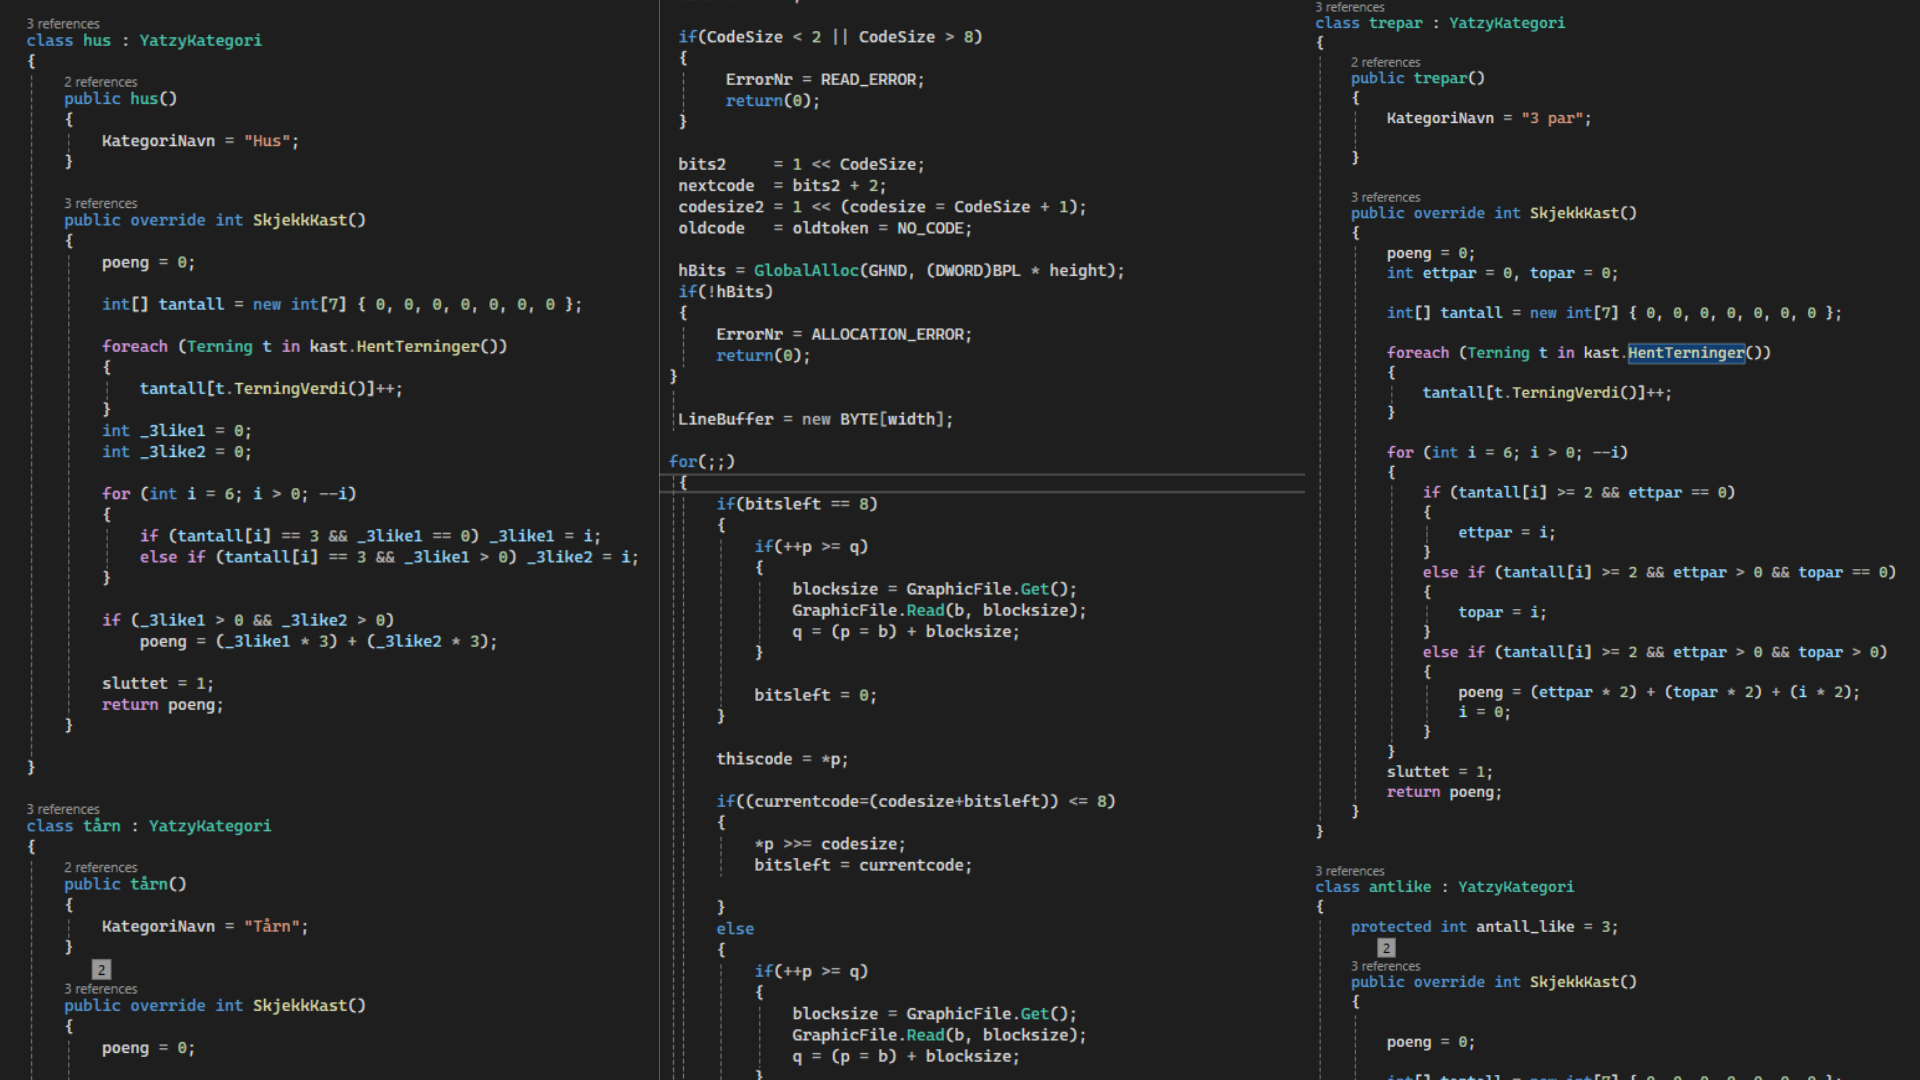 3 references
class hus : YatzyKategori
{
2 references
public hus()
{
KategoriNavn = "Hus";
}
3 references
public override int SkjekkKast()
{
poeng = 0;
int[] tantall = new int[7] { 0, 0, 0, 0, 0, 0, 0 };
foreach (Terning t in kast.HentTerninger())
{
tantall[t.TerningVerdi()]++;
}
int _3like1 = 0;
int _3like2 = 0;
for (int i = 6; i > 0; --i)
{
if (tantall[i] == 3 && _3like1 == 0) _3like1 = i;
else if (tantall[i] == 3 && _3like1 > 0) _3like2 = i;
}
if (_3like1 > 0 && _3like2 > 0)
poeng = (_3like1 * 3) + (_3like2 * 3);
sluttet = 1;
return poeng;
}
}
3 references
class tårn : YatzyKategori
{
2 references
public tårn()
{
KategoriNavn = "Tårn";
}
2
3 references
public override int SkjekkKast()
{
poeng = 0;
if(CodeSize < 2 || CodeSize > 8)
{
ErrorNr = READ_ERROR;
return(0);
}
bits2     = 1 << CodeSize;
nextcode  = bits2 + 2;
codesize2 = 1 << (codesize = CodeSize + 1);
oldcode   = oldtoken = NO_CODE;
hBits = GlobalAlloc(GHND, (DWORD)BPL * height);
if(!hBits)
{
ErrorNr = ALLOCATION_ERROR;
return(0);
}
LineBuffer = new BYTE[width];
for(;;)
{
if(bitsleft == 8)
{
if(++p >= q)
{
blocksize = GraphicFile.Get();
GraphicFile.Read(b, blocksize);
q = (p = b) + blocksize;
}
bitsleft = 0;
}
thiscode = *p;
if((currentcode=(codesize+bitsleft)) <= 8)
{
*p >>= codesize;
bitsleft = currentcode;
}
else
{
if(++p >= q)
{
blocksize = GraphicFile.Get();
GraphicFile.Read(b, blocksize);
q = (p = b) + blocksize;
}
3 references
class trepar : YatzyKategori
{
2 references
public trepar()
{
KategoriNavn = "3 par";
}
3 references
public override int SkjekkKast()
{
poeng = 0;
int ettpar = 0, topar = 0;
int[] tantall = new int[7] { 0, 0, 0, 0, 0, 0, 0 };
foreach (Terning t in kast.HentTerninger())
{
tantall[t.TerningVerdi()]++;
}
for (int i = 6; i > 0; --i)
{
if (tantall[i] >= 2 && ettpar == 0)
{
ettpar = i;
}
else if (tantall[i] >= 2 && ettpar > 0 && topar == 0)
{
topar = i;
}
else if (tantall[i] >= 2 && ettpar > 0 && topar > 0)
{
poeng = (ettpar * 2) + (topar * 2) + (i * 2);
i = 0;
}
}
sluttet = 1;
return poeng;
}
}
3 references
class antlike : YatzyKategori
{
protected int antall_like = 3;
2
3 references
public override int SkjekkKast()
{
poeng = 0;